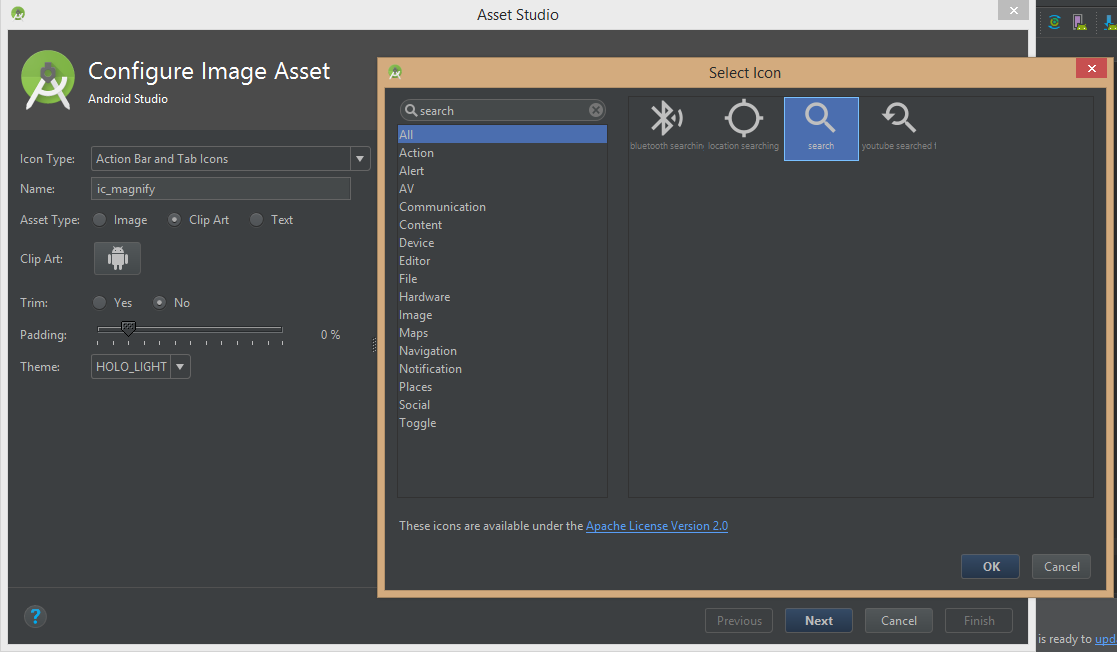 Asset Studio
Configure Image Asset
Android Studio
Icon Type:
Action Bar and Tab Icons
Name:
ic_magnify
Asset Type:
Image
Clip Art
Text
Clip Art:
Trim:
Yes
No
Padding:
0 %
Theme:
HOLO_LIGHT
Select Icon
search
All
Action
Alert
AV
Communication
Content
Device
Editor
File
Hardware
Image
Maps
Navigation
Notification
Places
Social
Toggle
bluetooth searchin
location searching
search
youtube searched f
These icons are available under the Apache License Version 2.0
OK
Cancel
?
Previous
Next
Cancel
Finish
is ready to upd